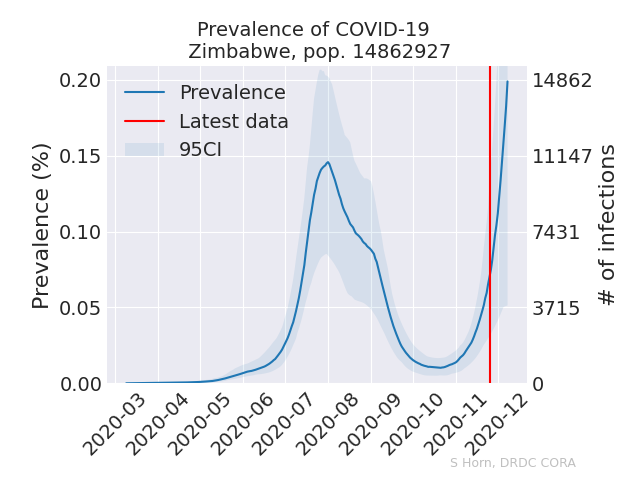 Prevalence of COVID-19
Zimbabwe, pop. 14862927
Prevalence
Latest data
95CI
Prevalence (%)
0.20
0.15
0.10
0.05
0.00
14862
11147
7431
3715
0
# of infections
2020-03
2020-04
2020-05
2020-06
2020-07
2020-08
2020-09
2020-10
2020-11
2020-12
S Horn, DRDC CORA